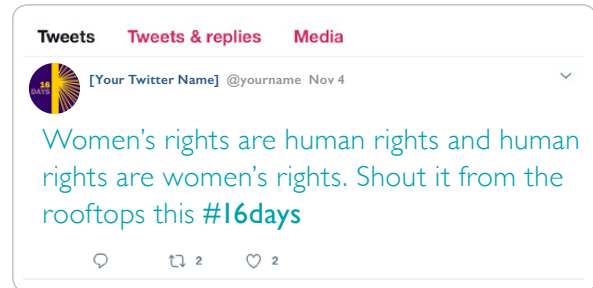 Tweets Tweets & replies Media
16
DAYS
[Your Twitter Name] @yourname Nov 4
Women’s rights are human rights and human
rights are women’s rights. Shout it from the
rooftops this #16days
2 2